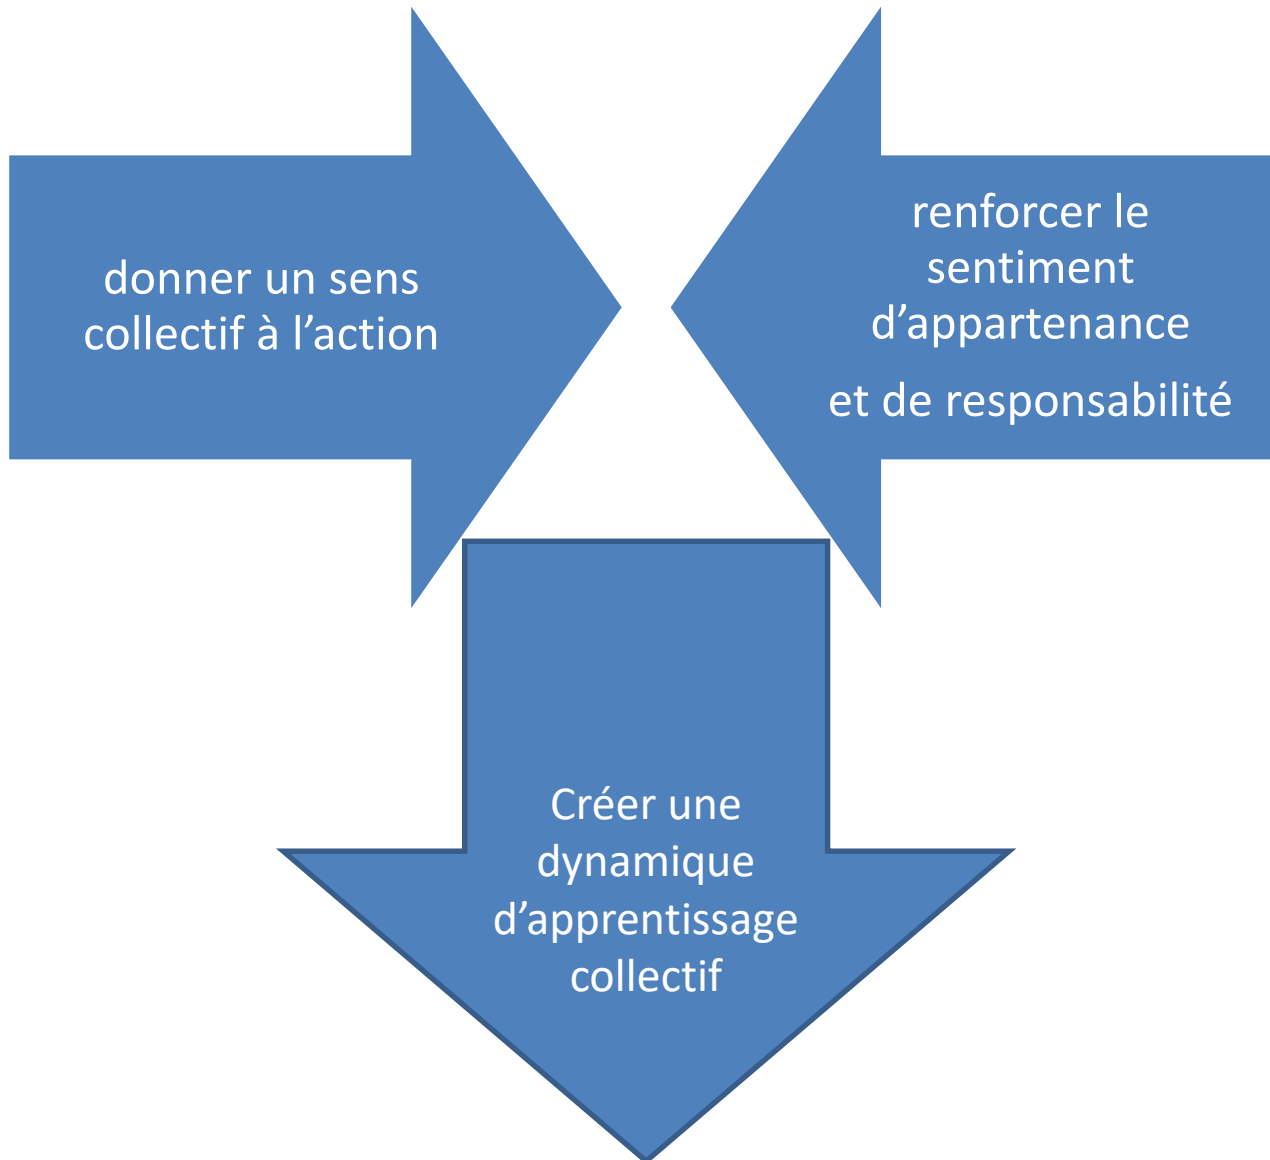 donner un sens
collectif à l’action
renforcer le
sentiment
d’appartenance
et de responsabilité
Créer une
dynamique
d’apprentissage
collectif